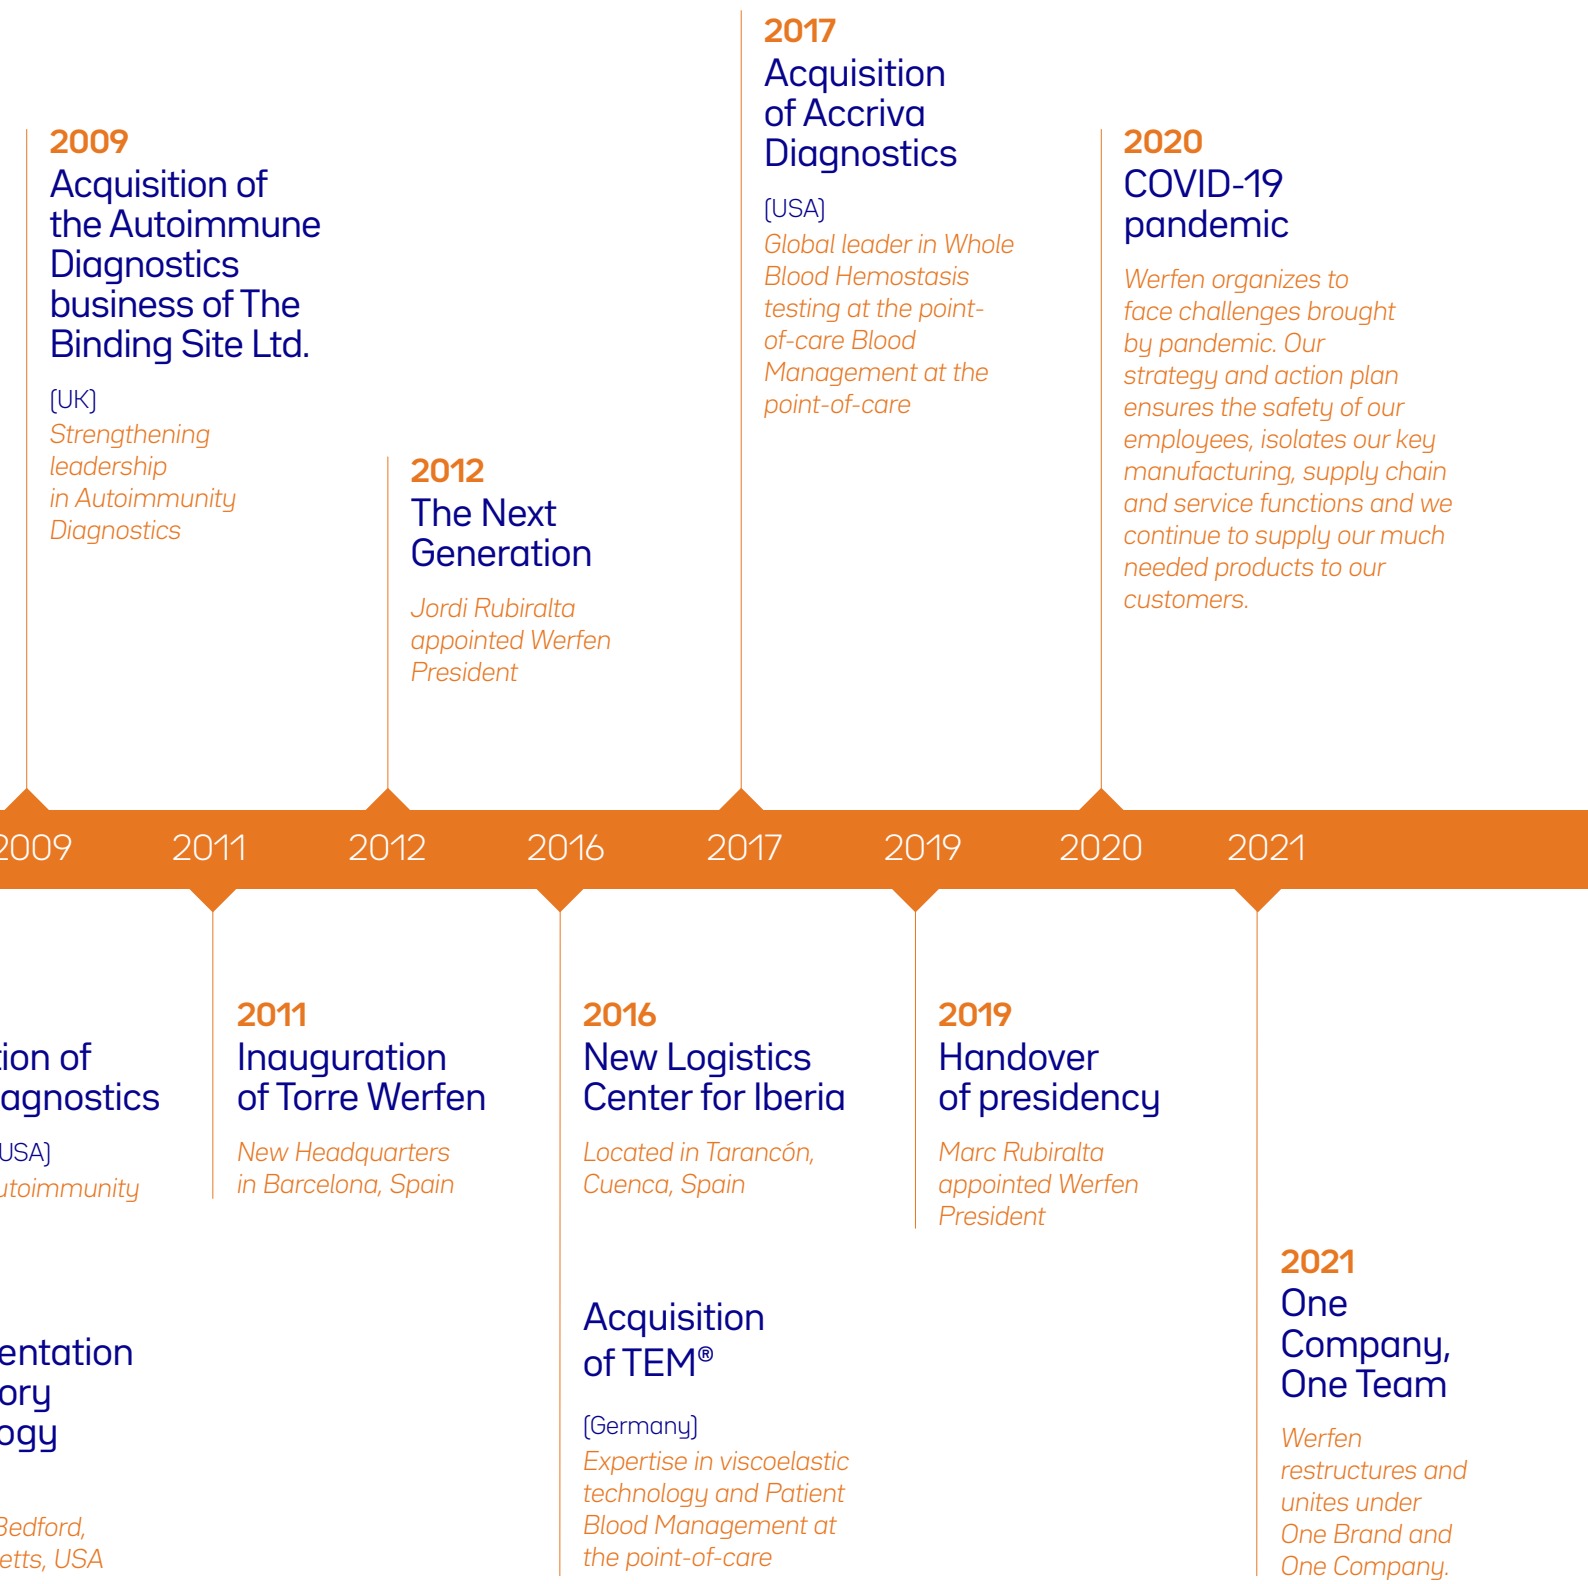 2017
Acquisition
of Accriva
Diagnostics
(USA)
Global leader in Whole
Blood Hemostasis
testing at the point-
of-care Blood
Management at the
point-of-care
2009
Acquisition of
the Autoimmune
Diagnostics
business of The
Binding Site Ltd.
(UK)
Strengthening
leadership
in Autoimmunity
Diagnostics
2020
COVID-19
pandemic
Werfen organizes to
face challenges brought
by pandemic. Our
strategy and action plan
ensures the safety of our
employees, isolates our key
manufacturing, supply chain
and service functions and we
continue to supply our much
needed products to our
customers.
2012
The Next
Generation
Jordi Rubiralta
appointed Werfen
President
2009 2011 2012 2016 2017 2019 2020 2021
tion of
agnostics
USA)
utoimmunity
entation
ory
ogy
Bedford,
etts, USA
2011
Inauguration
of Torre Werfen
New Headquarters
in Barcelona, Spain
2016
New Logistics
Center for Iberia
Located in Tarancón,
Cuenca, Spain
Acquisition
of TEM®
(Germany)
Expertise in viscoelastic
technology and Patient
Blood Management at
the point-of-care
2019
Handover
of presidency
Marc Rubiralta
appointed Werfen
President
2021
One
Company,
One Team
Werfen
restructures and
unites under
One Brand and
One Company.